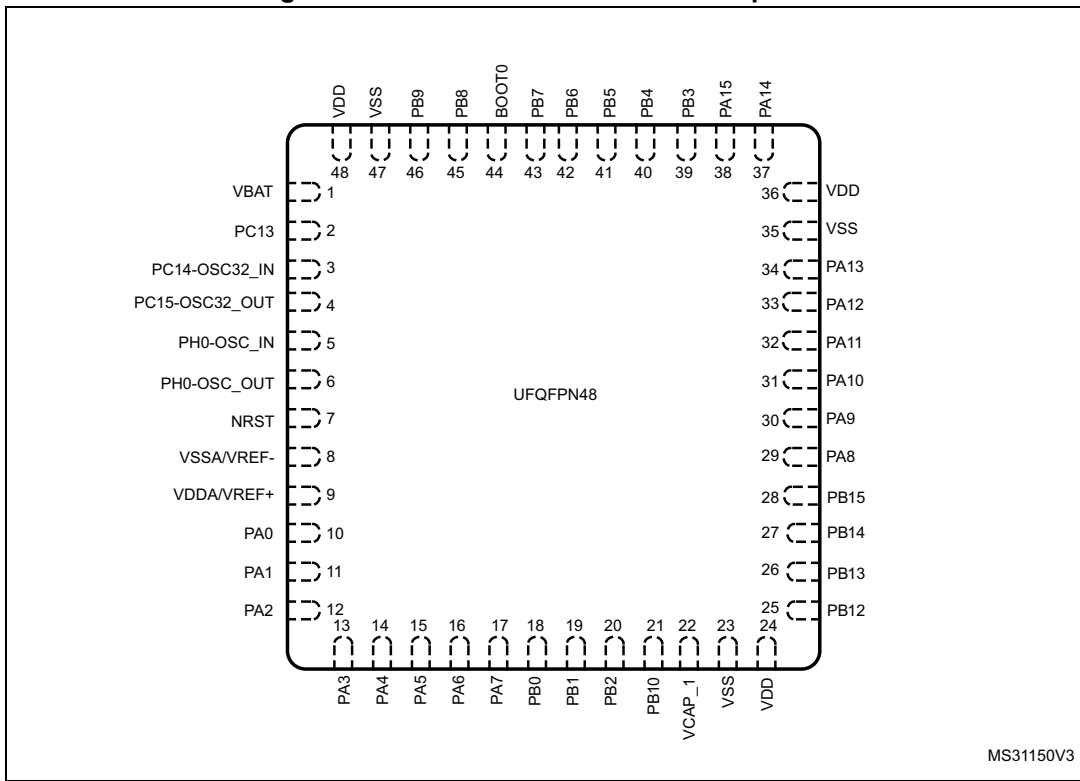 VDD
VSS
PB9
PB8
BOOT0
PB7
PB6
PB5
PB4
PB3
PA15
PA14
48 47 46 45 44 43 42 41 40 39 38 37
VBAT 1 36 VDD
PC13 2 35 VSS
PC14-OSC32_IN 3 34 PA13
PC15-OSC32_OUT 4 33 PA12
PH0-OSC_IN 5 32 PA11
PH0-OSC_OUT 6 31 PA10
UFQFPN48
NRST 7 30 PA9
VSSA/VREF- 8 29 PA8
VDDA/VREF+ 9 28 PB15
PA0 10 27 PB14
PA1 11 26 PB13
PA2 12 25 PB12
13 14 15 16 17 18 19 20 21 22 23 24
PA3
PA4
PA5
PA6
PA7
PB0
PB1
PB2
PB10
VCAP_1
VSS
VDD
MS31150V3